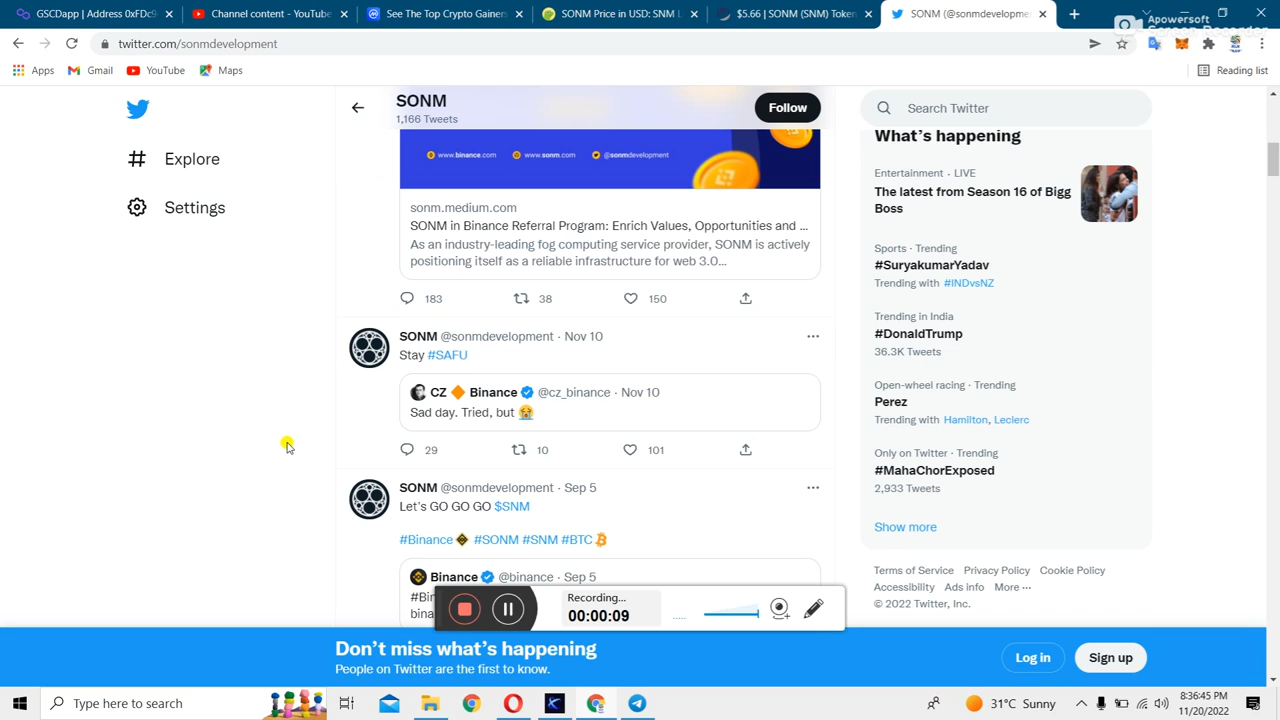 GSCDapp | Address 0xFDc9
Channel content - YouTube
See The Top Crypto Gainers
SONM Price in USD: SNM L
$5.66 | SONM (SNM) Token
SONM (@sonmdevelopme
Apowersoft
Screen Recorder
twitter.com/sonmdevelopment
Apps
Gmail
YouTube
Maps
Reading list
SONM
1,166 Tweets
Follow
Search Twitter
Explore
Settings
www.binance.com
www.sonm.com
@sonmdevelopment
sonm.medium.com
SONM in Binance Referral Program: Enrich Values, Opportunities and ...
As an industry-leading fog computing service provider, SONM is actively
positioning itself as a reliable infrastructure for web 3.0...
183
38
150
SONM @sonmdevelopment · Nov 10
Stay #SAFU
CZ 🔶 Binance @cz_binance · Nov 10
Sad day. Tried, but 😭
29
10
101
SONM @sonmdevelopment · Sep 5
Let's GO GO GO $SNM
#Binance #SONM #SNM #BTC
Binance @binance · Sep 5
#Bin
bina
Recording...
00:00:09
What's happening
Entertainment · LIVE
The latest from Season 16 of Bigg
Boss
Sports · Trending
#SuryakumarYadav
Trending with #INDvsNZ
Trending in India
#DonaldTrump
36.3K Tweets
Open-wheel racing · Trending
Perez
Trending with Hamilton, Leclerc
Only on Twitter · Trending
#MahaChorExposed
2,933 Tweets
Show more
Terms of Service Privacy Policy Cookie Policy
Accessibility Ads info More ···
© 2022 Twitter, Inc.
Don't miss what's happening
People on Twitter are the first to know.
Log in
Sign up
Type here to search
31°C Sunny
8:36:45 PM
11/20/2022